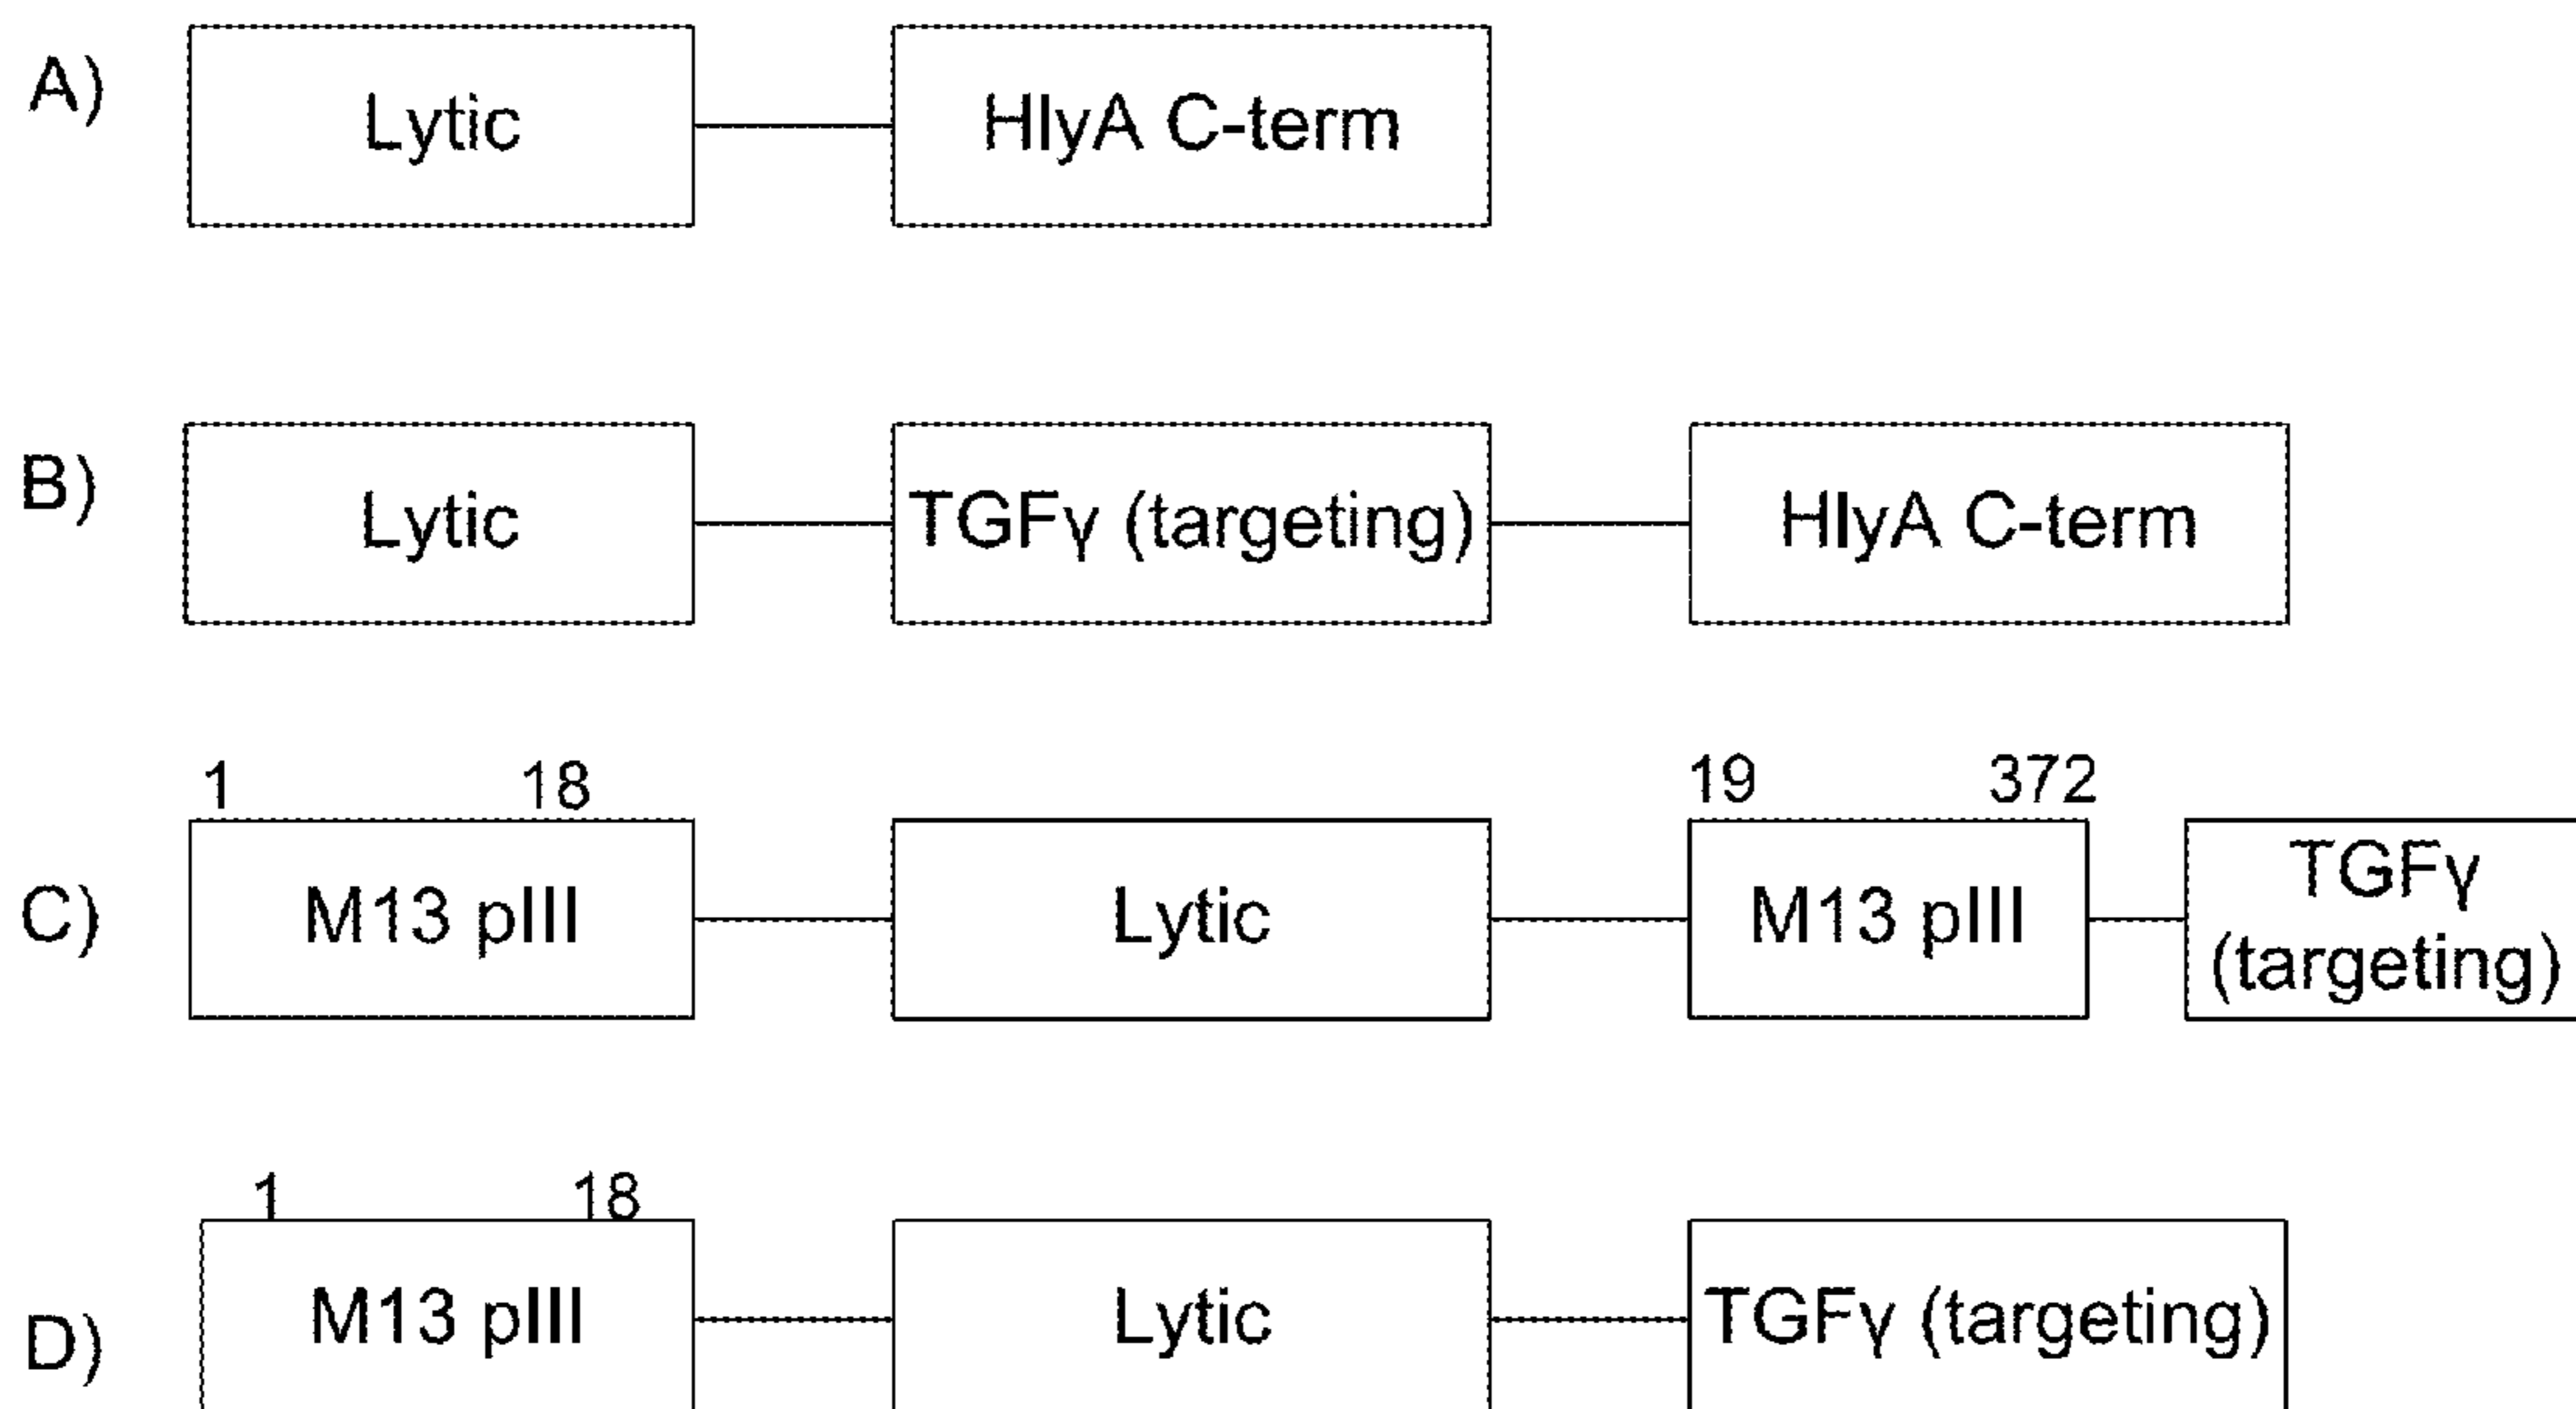 A) Lytic HlyA C-term
B) Lytic TGFγ (targeting) HlyA C-term
1 18 19 372
C) M13 pIII Lytic M13 pIII TGFγ
(targeting)
1 18
D) M13 pIII Lytic TGFγ (targeting)